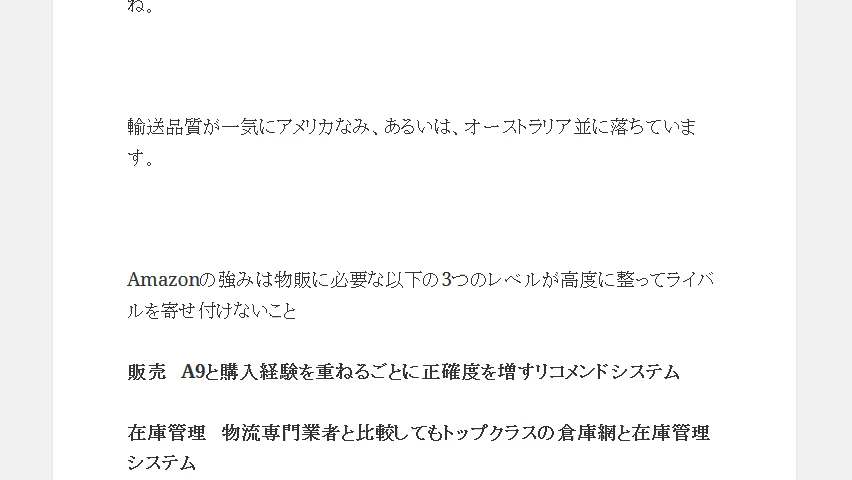 ね。
輸送品質が一気にアメリカなみ、あるいは、オーストラリア並に落ちていま
す。
Amazonの強みは物販に必要な以下の3つのレベルが高度に整ってライバ
ルを寄せ付けないこと
販売　A9と購入経験を重ねるごとに正確度を増すリコメンドシステム
在庫管理　物流専門業者と比較してもトップクラスの倉庫網と在庫管理
システム